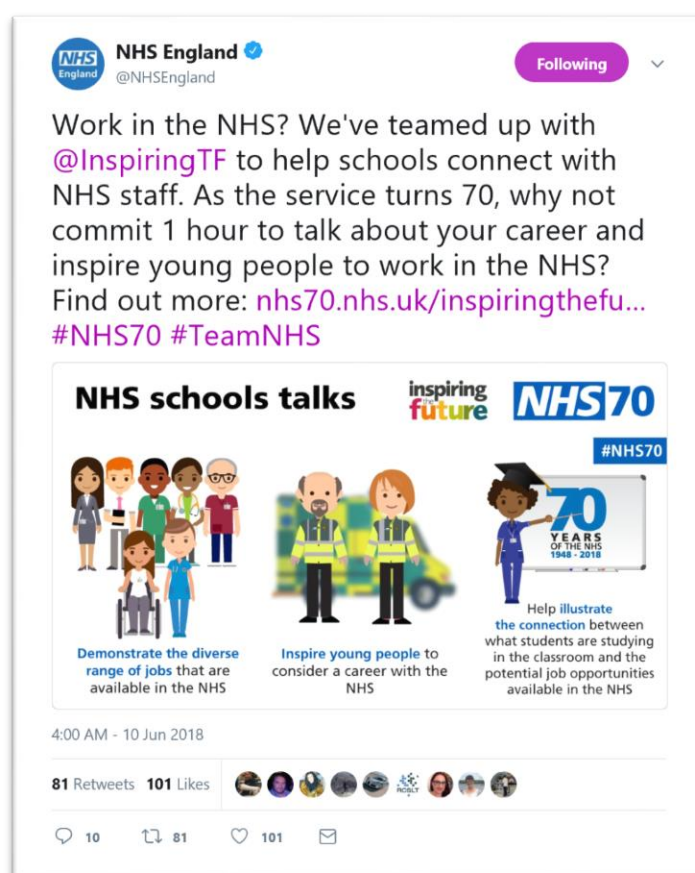 NHS England
NHS
England
@NHSEngland
Following
Work in the NHS? We've teamed up with
@InspiringTF to help schools connect with
NHS staff. As the service turns 70, why not
commit 1 hour to talk about your career and
inspire young people to work in the NHS?
Find out more: nhs70.nhs.uk/inspiringthefu...
#NHS70 #TeamNHS
NHS schools talks
inspiring
the
future
NHS 70
#NHS70
70
YEARS
OF THE NHS
1948 - 2018
Demonstrate the diverse
range of jobs that are
available in the NHS
Inspire young people to
consider a career with the
NHS
Help illustrate
the connection between
what students are studying
in the classroom and the
potential job opportunities
available in the NHS
4:00 AM - 10 Jun 2018
81 Retweets 101 Likes
RCSLT
10 81 101